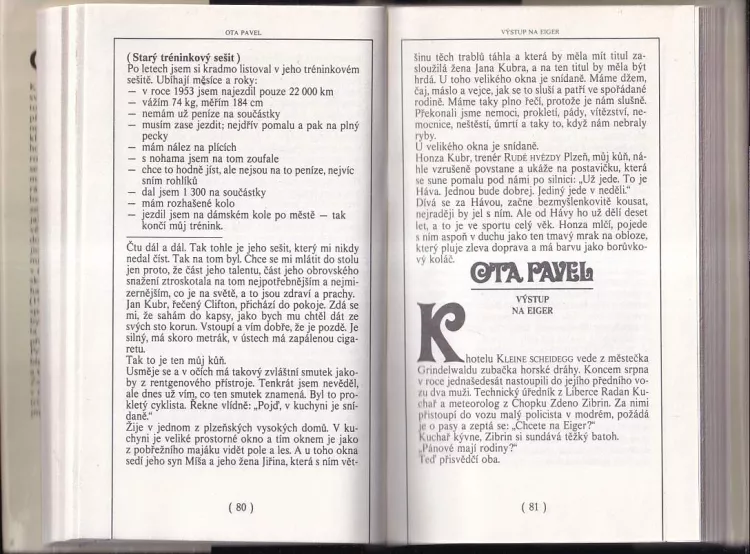 OTA PAVEL
(Starý tréninkový sešit)
Po letech jsem si kradmo listoval v jeho tréninkovém
sešitě. Ubíhají měsíce a roky:
— v roce 1953 jsem najezdil pouze 22 000 km
— vážím 74 kg, měřím 184 cm
— nemám už peníze na součástky
— musím zase jezdit; nejdřív pomalu a pak na plný
pecky
— mám nález na plících
— s nohama jsem na tom zoufale
— chce to hodně jíst, ale nejsou na to peníze, nejvíc
sním rohlíků
— dal jsem 1 300 na součástky
— mám rozhašené kolo
— jezdil jsem na dámském kole po městě — tak
končí můj trénink.
Čtu dál a dál. Tak tohle je jeho sešit, který mi nikdy
nedal číst. Tak na tom byl. Chce se mi mlátit do stolu
jen proto, že část jeho talentu, část jeho obrovského
snažení ztroskotala na tom nejpotřebnějším a nejmi-
zernějším, co je na světě, a to jsou zdraví a prachy.
Jan Kubr, řečený Clifton, přichází do pokoje. Zdá se
mi, že sahám do kapsy, jako bych mu chtěl dát ze
svých sto korun. Vstoupí a vím dobře, že je pozdě. Je
silný, má skoro metrák, v ústech má zapálenou ciga-
retu.
Tak to je ten můj kůň.
Usměje se a v očích má takový zvláštní smutek jako-
by z rentgenového přístroje. Tenkrát jsem nevěděl,
ale dnes už vím, co ten smutek znamená. Byl to pro-
kletý cyklista. Řekne vlídně: „Pojď, v kuchyni je sní-
daně.“
Žije v jednom z plzeňských vysokých domů. V ku-
chyni je veliké prostorné okno a tím oknem je jako
z pobřežního majáku vidět pole a les. A u toho okna
sedí jeho syn Míša a jeho žena Jiřina, která s ním vět-
( 80 )
VÝSTUP NA EIGER
šinu těch trablů táhla a která by měla mít titul za-
sloužilá žena Jana Kubra, a na ten titul by měla být
hrdá. U toho velikého okna je snídaně. Máme džem,
čaj, máslo a vejce, jak se to sluší a patří ve spořádané
rodině. Máme taky plno řečí, protože je nám slušně.
Překonali jsme nemoci, prokletí, pády, vítězství, ne-
mocnice, neštěstí, úmrtí a taky to, když nám nebraly
ryby.
U velikého okna je snídaně.
Honza Kubr, trenér RUDÉ HVĚZDY Plzeň, můj kůň, ná-
hle vzrušeně povstane a ukáže na postavičku, která
se sune pomalu pod námi po silnici: „Už jede. To je
Háva. Jednou bude dobrej. Jediný jede v neděli.“
Dívá se za Hávou, začne bezmyšlenkovitě kousat,
nejraději by jel s ním. Ale od Hávy ho už dělí deset
let, a to je ve sportu celý věk. Honza mlčí, pojede
s ním aspoň v duchu jako ten tmavý mrak na obloze,
který pluje zleva doprava a má barvu jako borůvko-
vý koláč.
OTA PAVEL
VÝSTUP
NA EIGER
K
hotelu KLEINE SCHEIDEGG vede z městečka
Grindelwaldu zubačka horské dráhy. Koncem srpna
v roce jednašedesát nastoupili do jejího předního vo-
zu dva muži. Technický úředník z Liberce Radan Ku-
chař a meteorolog z Chopku Zdeno Zibrin. Za nimi
přistoupí do vozu malý policista v modrém, požádá
je o pasy a zeptá se: „Chcete na Eiger?“
Kuchař kývne, Zibrin si sundává těžký batoh.
„Pánové mají rodiny?“
Teď přisvědčí oba.
( 81 )